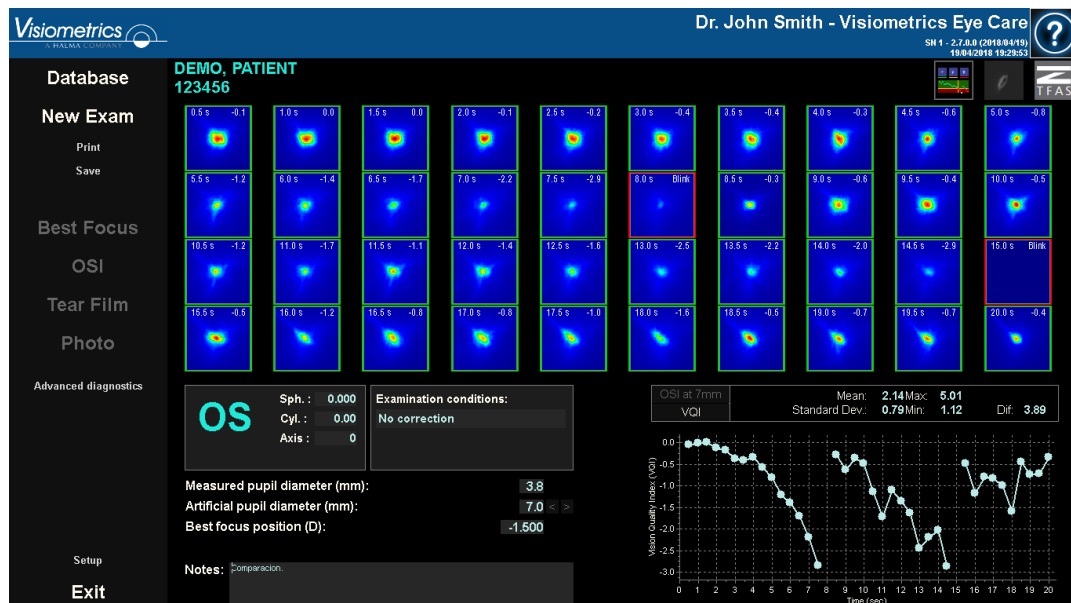 Visiometrics
A HALMA COMPANY
Dr. John Smith - Visiometrics Eye Care
SN 1 - 2.7.0.0 (2018/04/19)
19/04/2018 19:29:53
?
Database
New Exam
Print
Save
Best Focus
OSI
Tear Film
Photo
Advanced diagnostics
Setup
Exit
DEMO, PATIENT
123456
TFAS
0.5 s -0.1 1.0 s 0.0 1.5 s 0.0 2.0 s -0.1 2.5 s -0.2 3.0 s -0.4 3.5 s -0.4 4.0 s -0.3 4.5 s -0.6 5.0 s -0.8
5.5 s -1.2 6.0 s -1.4 6.5 s -1.7 7.0 s -2.2 7.5 s -2.9 8.0 s Blink 8.5 s -0.3 9.0 s -0.6 9.5 s -0.4 10.0 s -0.5
10.5 s -1.2 11.0 s -1.7 11.5 s -1.1 12.0 s -1.4 12.5 s -1.6 13.0 s -2.5 13.5 s -2.2 14.0 s -2.0 14.5 s -2.9 15.0 s Blink
15.5 s -0.5 16.0 s -1.2 16.5 s -0.8 17.0 s -0.8 17.5 s -1.0 18.0 s -1.6 18.5 s -0.5 19.0 s -0.7 19.5 s -0.7 20.0 s -0.4
OS
Sph. : 0.000
Cyl. : 0.00
Axis : 0
Examination conditions:
No correction
Measured pupil diameter (mm): 3.8
Artificial pupil diameter (mm): 7.0 < >
Best focus position (D): -1.500
Notes: Comparacion.
OSI at 7mm
VQI
Mean: 2.14 Max: 5.01
Standard Dev.: 0.79 Min: 1.12 Dif: 3.89
Vision Quality Index (VQI)
0.0
-0.5
-1.0
-1.5
-2.0
-2.5
-3.0
0 1 2 3 4 5 6 7 8 9 10 11 12 13 14 15 16 17 18 19 20
Time (sec)